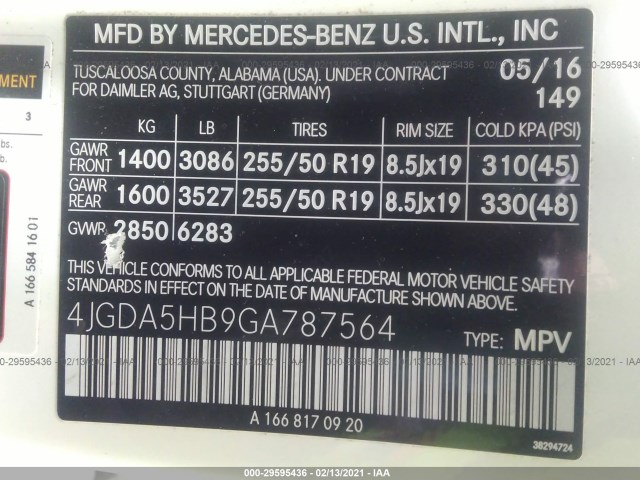 MFD BY MERCEDES-BENZ U.S. INTL., INC
TUSCALOOSA COUNTY, ALABAMA (USA). UNDER CONTRACT 05/16
FOR DAIMLER AG, STUTTGART (GERMANY) 149
KG LB TIRES RIM SIZE COLD KPA (PSI)
GAWR FRONT 1400 3086 255/50 R19 8.5Jx19 310(45)
GAWR REAR 1600 3527 255/50 R19 8.5Jx19 330(48)
GVWR 2850 6283
THIS VEHICLE CONFORMS TO ALL APPLICABLE FEDERAL MOTOR VEHICLE SAFETY
STANDARDS IN EFFECT ON THE DATE OF MANUFACTURE SHOWN ABOVE.
4JGDA5HB9GA787564 TYPE: MPV
A 166 817 09 20
38294724
3
A 166 584 16 01
000-29595436 - 02/13/2021 - IAA